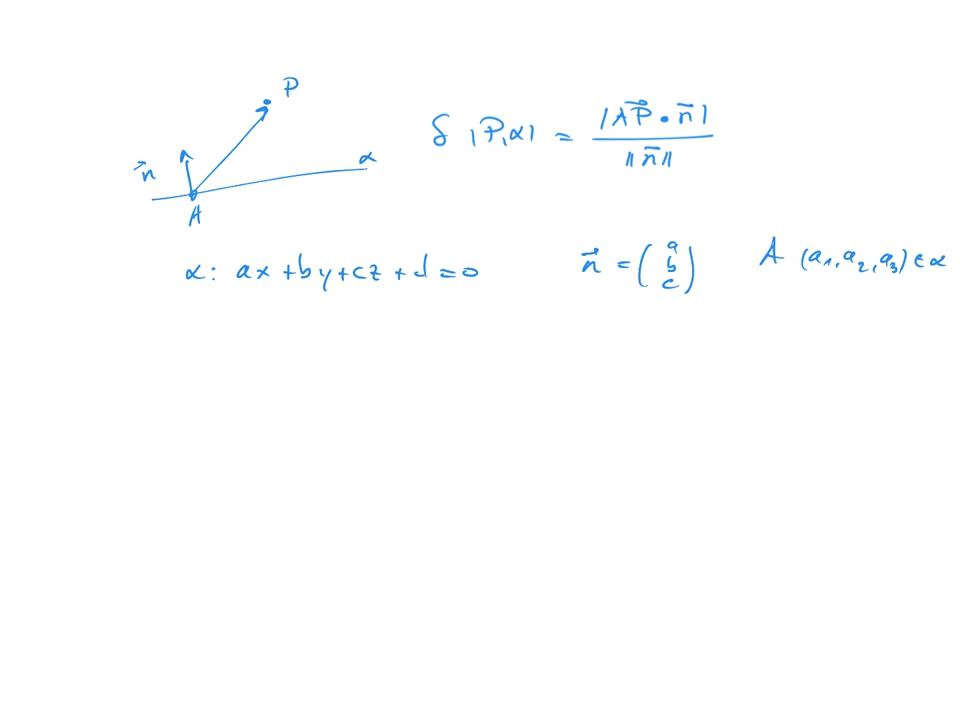 P
δ (P,α) = |AP⃗ • n⃗| / ‖n⃗‖
n⃗
α
A
α: ax + by + cz + d = 0
n⃗ = (a b c)
A (a₁, a₂, a₃) ∈ α